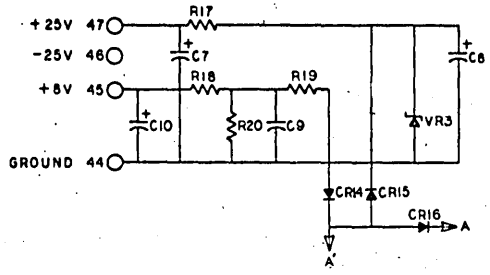 +25V 47 R17
-25V 46 + C7 + C8
+8V 45 R18 R19
+ C10 R20 C9 VR3
GROUND 44
CR14 CR15
CR16 A
A'